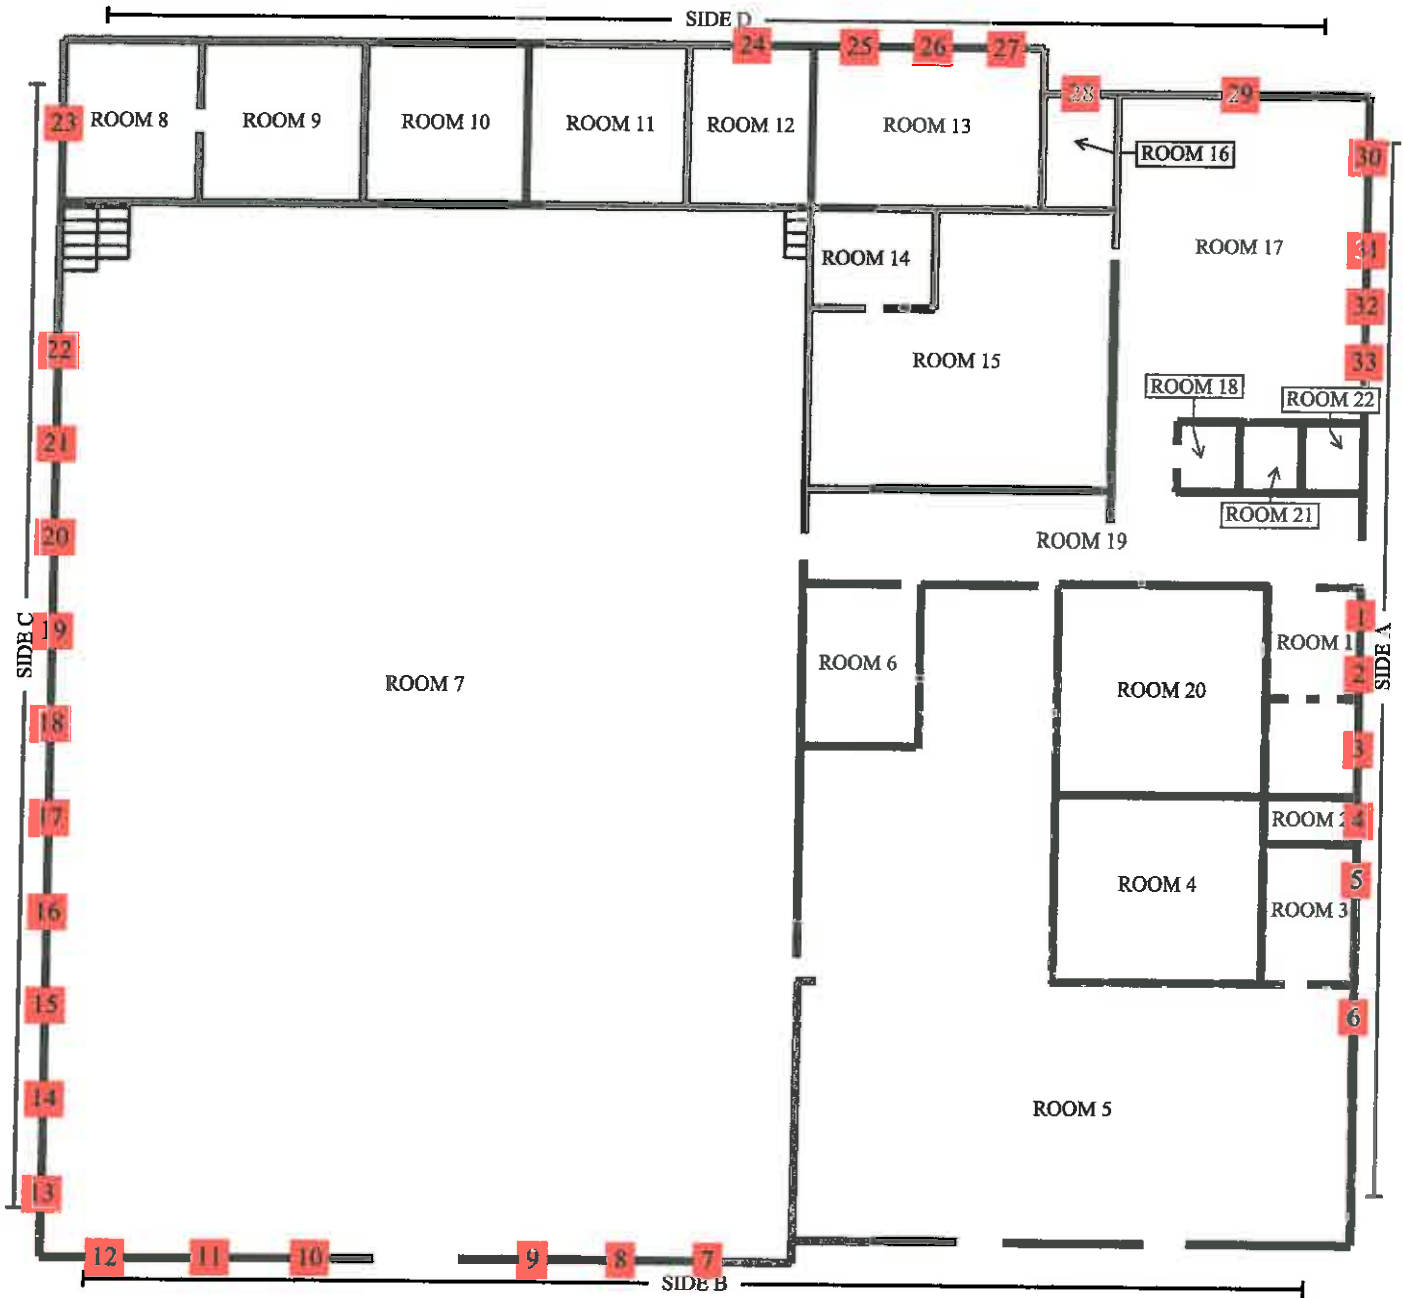 SIDE D
24 25 26 27
28 29
ROOM 8 ROOM 9 ROOM 10 ROOM 11 ROOM 12 ROOM 13
23
ROOM 16
30
ROOM 17
31
ROOM 14
32
22
ROOM 15
33
ROOM 18
ROOM 22
21
ROOM 21
20
ROOM 19
SIDE C
19
1
ROOM 1
SIDE A
ROOM 6
2
ROOM 7
ROOM 20
18
3
17
ROOM 2
4
5
ROOM 4
16
ROOM 3
15
6
14
ROOM 5
13
12 11 10 9 8 7
SIDE B